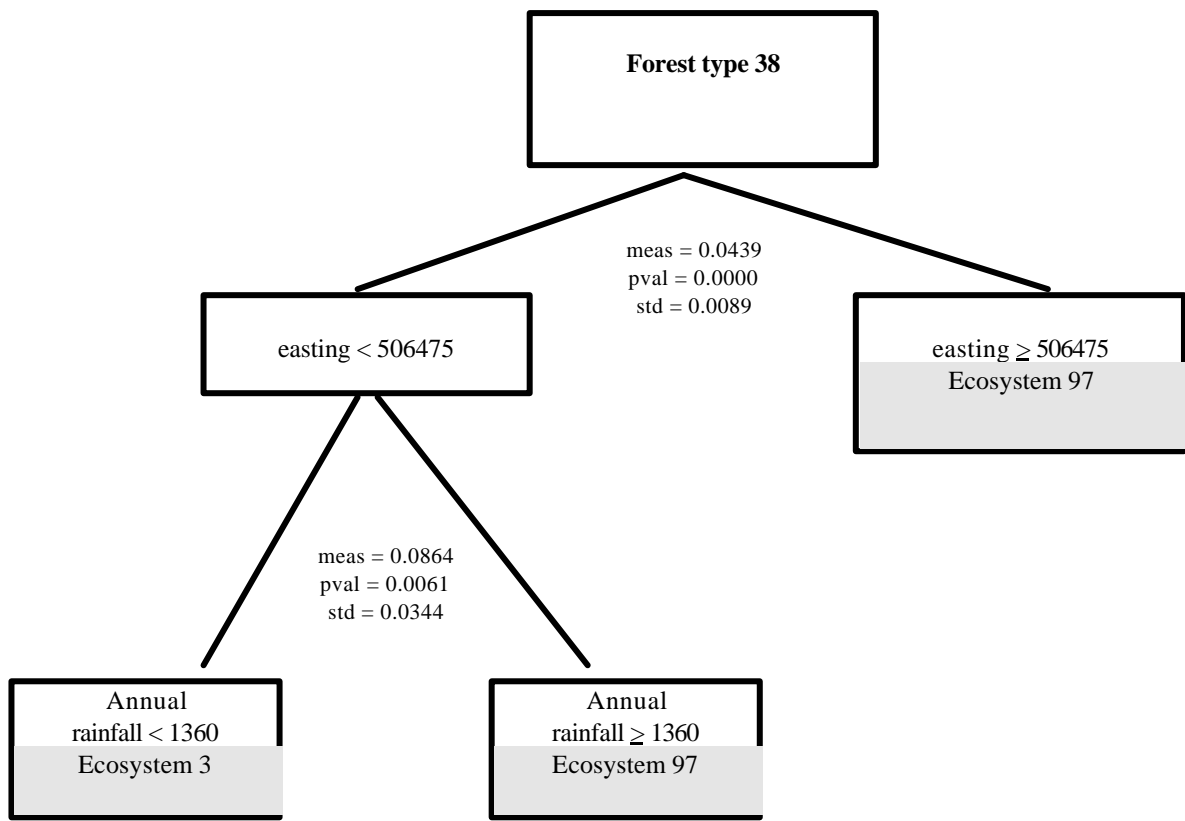 Forest type 38
meas = 0.0439
pval = 0.0000
std = 0.0089
easting < 506475
easting ≥ 506475
Ecosystem 97
meas = 0.0864
pval = 0.0061
std = 0.0344
Annual
rainfall < 1360
Ecosystem 3
Annual
rainfall ≥ 1360
Ecosystem 97